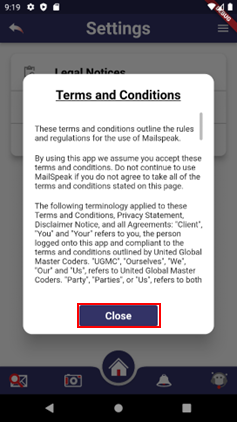 9:19
DEBUG
Settings
Legal Notices
Terms and Conditions
These terms and conditions outline the rules
and regulations for the use of Mailspeak.
By using this app we assume you accept these
terms and conditions. Do not continue to use
MailSpeak if you do not agree to take all of the
terms and conditions stated on this page.
The following terminology applied to these
Terms and Conditions, Privacy Statement,
Disclaimer Notice, and all Agreements: "Client",
"You" and "Your" refers to you, the person
logged onto this app and compliant to the
terms and conditions outlined by United Global
Master Coders. "UGMC", "Ourselves", "We",
"Our" and "Us", refers to United Global Master
Coders. "Party", "Parties", or "Us", refers to both
Close